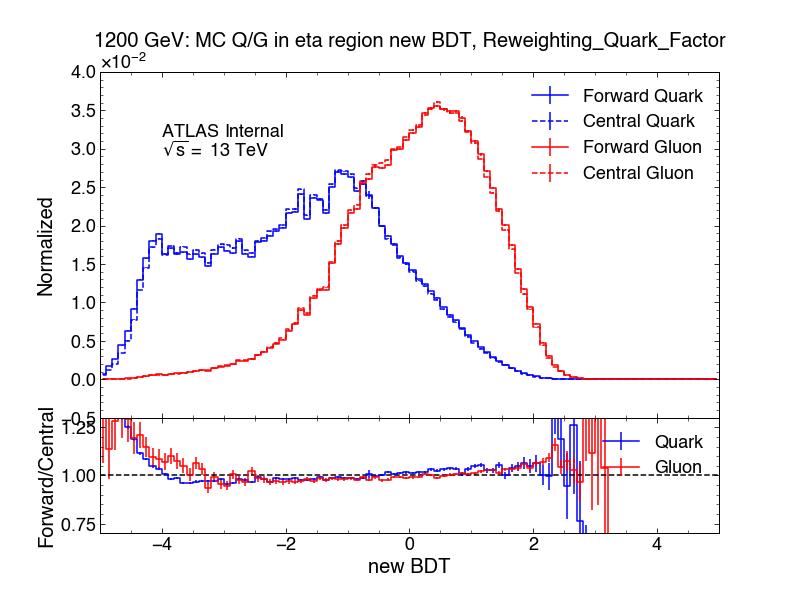 1200 GeV: MC Q/G in eta region new BDT, Reweighting_Quark_Factor
×10⁻²
4.0
3.5
3.0
2.5
2.0
1.5
1.0
0.5
0.0
−0.5
Normalized
ATLAS Internal
√s = 13 TeV
Forward Quark
Central Quark
Forward Gluon
Central Gluon
1.25
1.00
0.75
Forward/Central
Quark
Gluon
−4 −2 0 2 4
new BDT